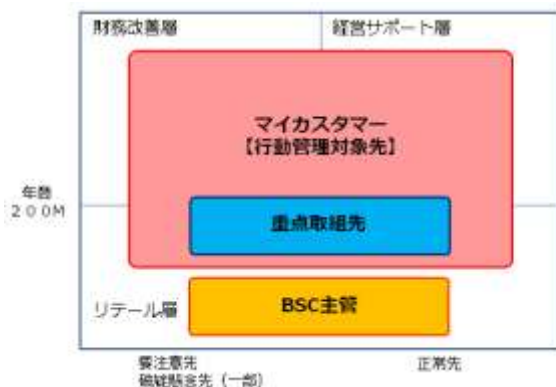 財務改善層
経営サポート層
マイカスタマー
【行動管理対象先】
年商
２００M
重点取組先
リテール層
BSC主管
要注意先
破綻懸念先（一部）
正常先